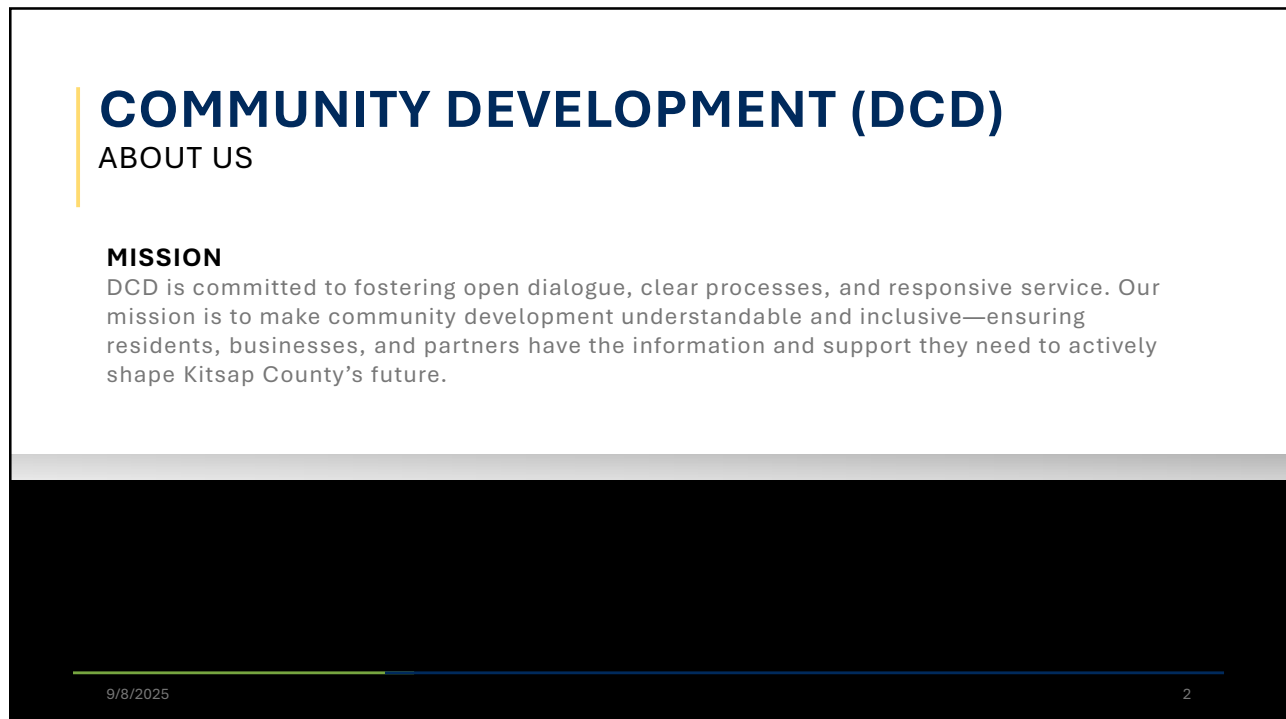 COMMUNITY DEVELOPMENT (DCD)
ABOUT US
MISSION
DCD is committed to fostering open dialogue, clear processes, and responsive service. Our
mission is to make community development understandable and inclusive—ensuring
residents, businesses, and partners have the information and support they need to actively
shape Kitsap County’s future.
9/8/2025
2